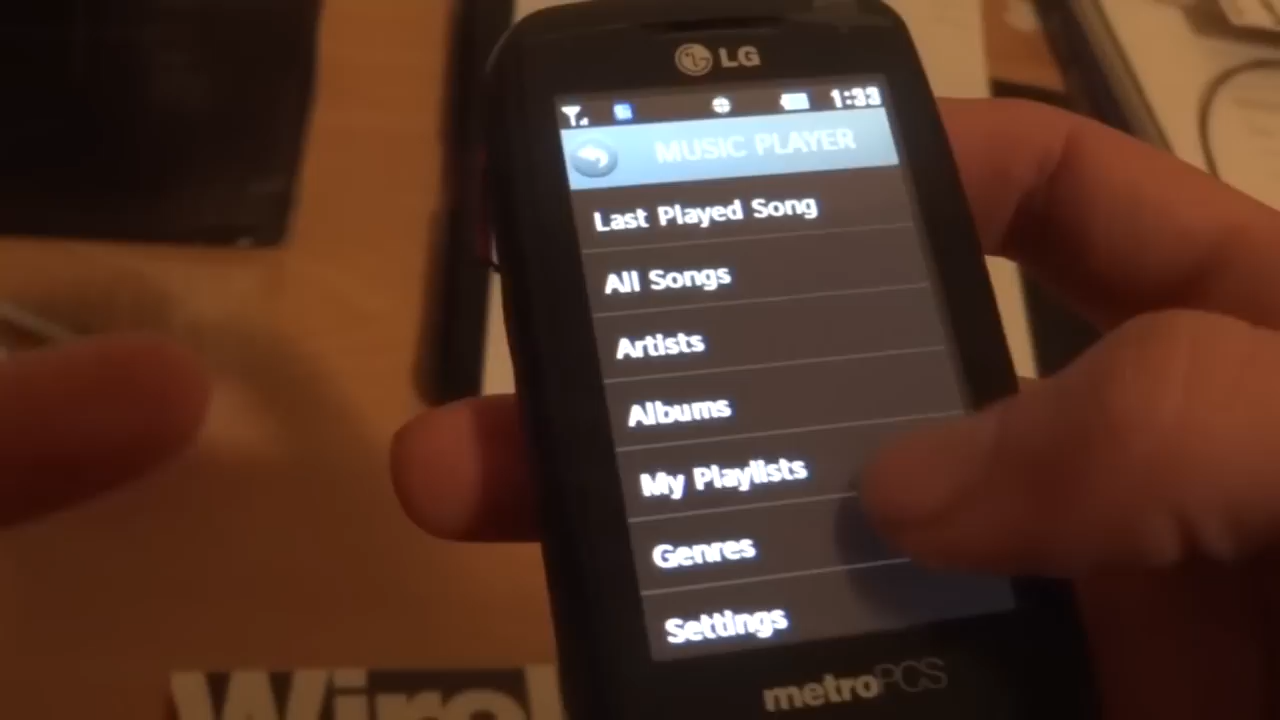 LG
1:33
MUSIC PLAYER
Last Played Song
All Songs
Artists
Albums
My Playlists
Genres
Settings
metroPCS